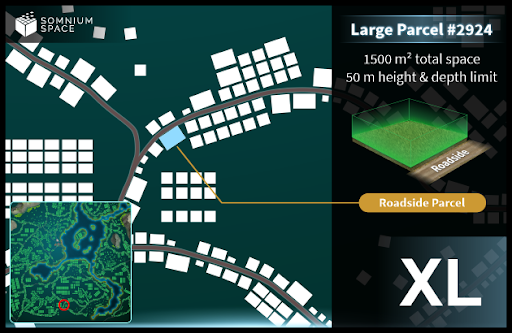 SOMNIUM
SPACE
Large Parcel #2924
1500 m² total space
50 m height & depth limit
Roadside
Roadside Parcel
XL